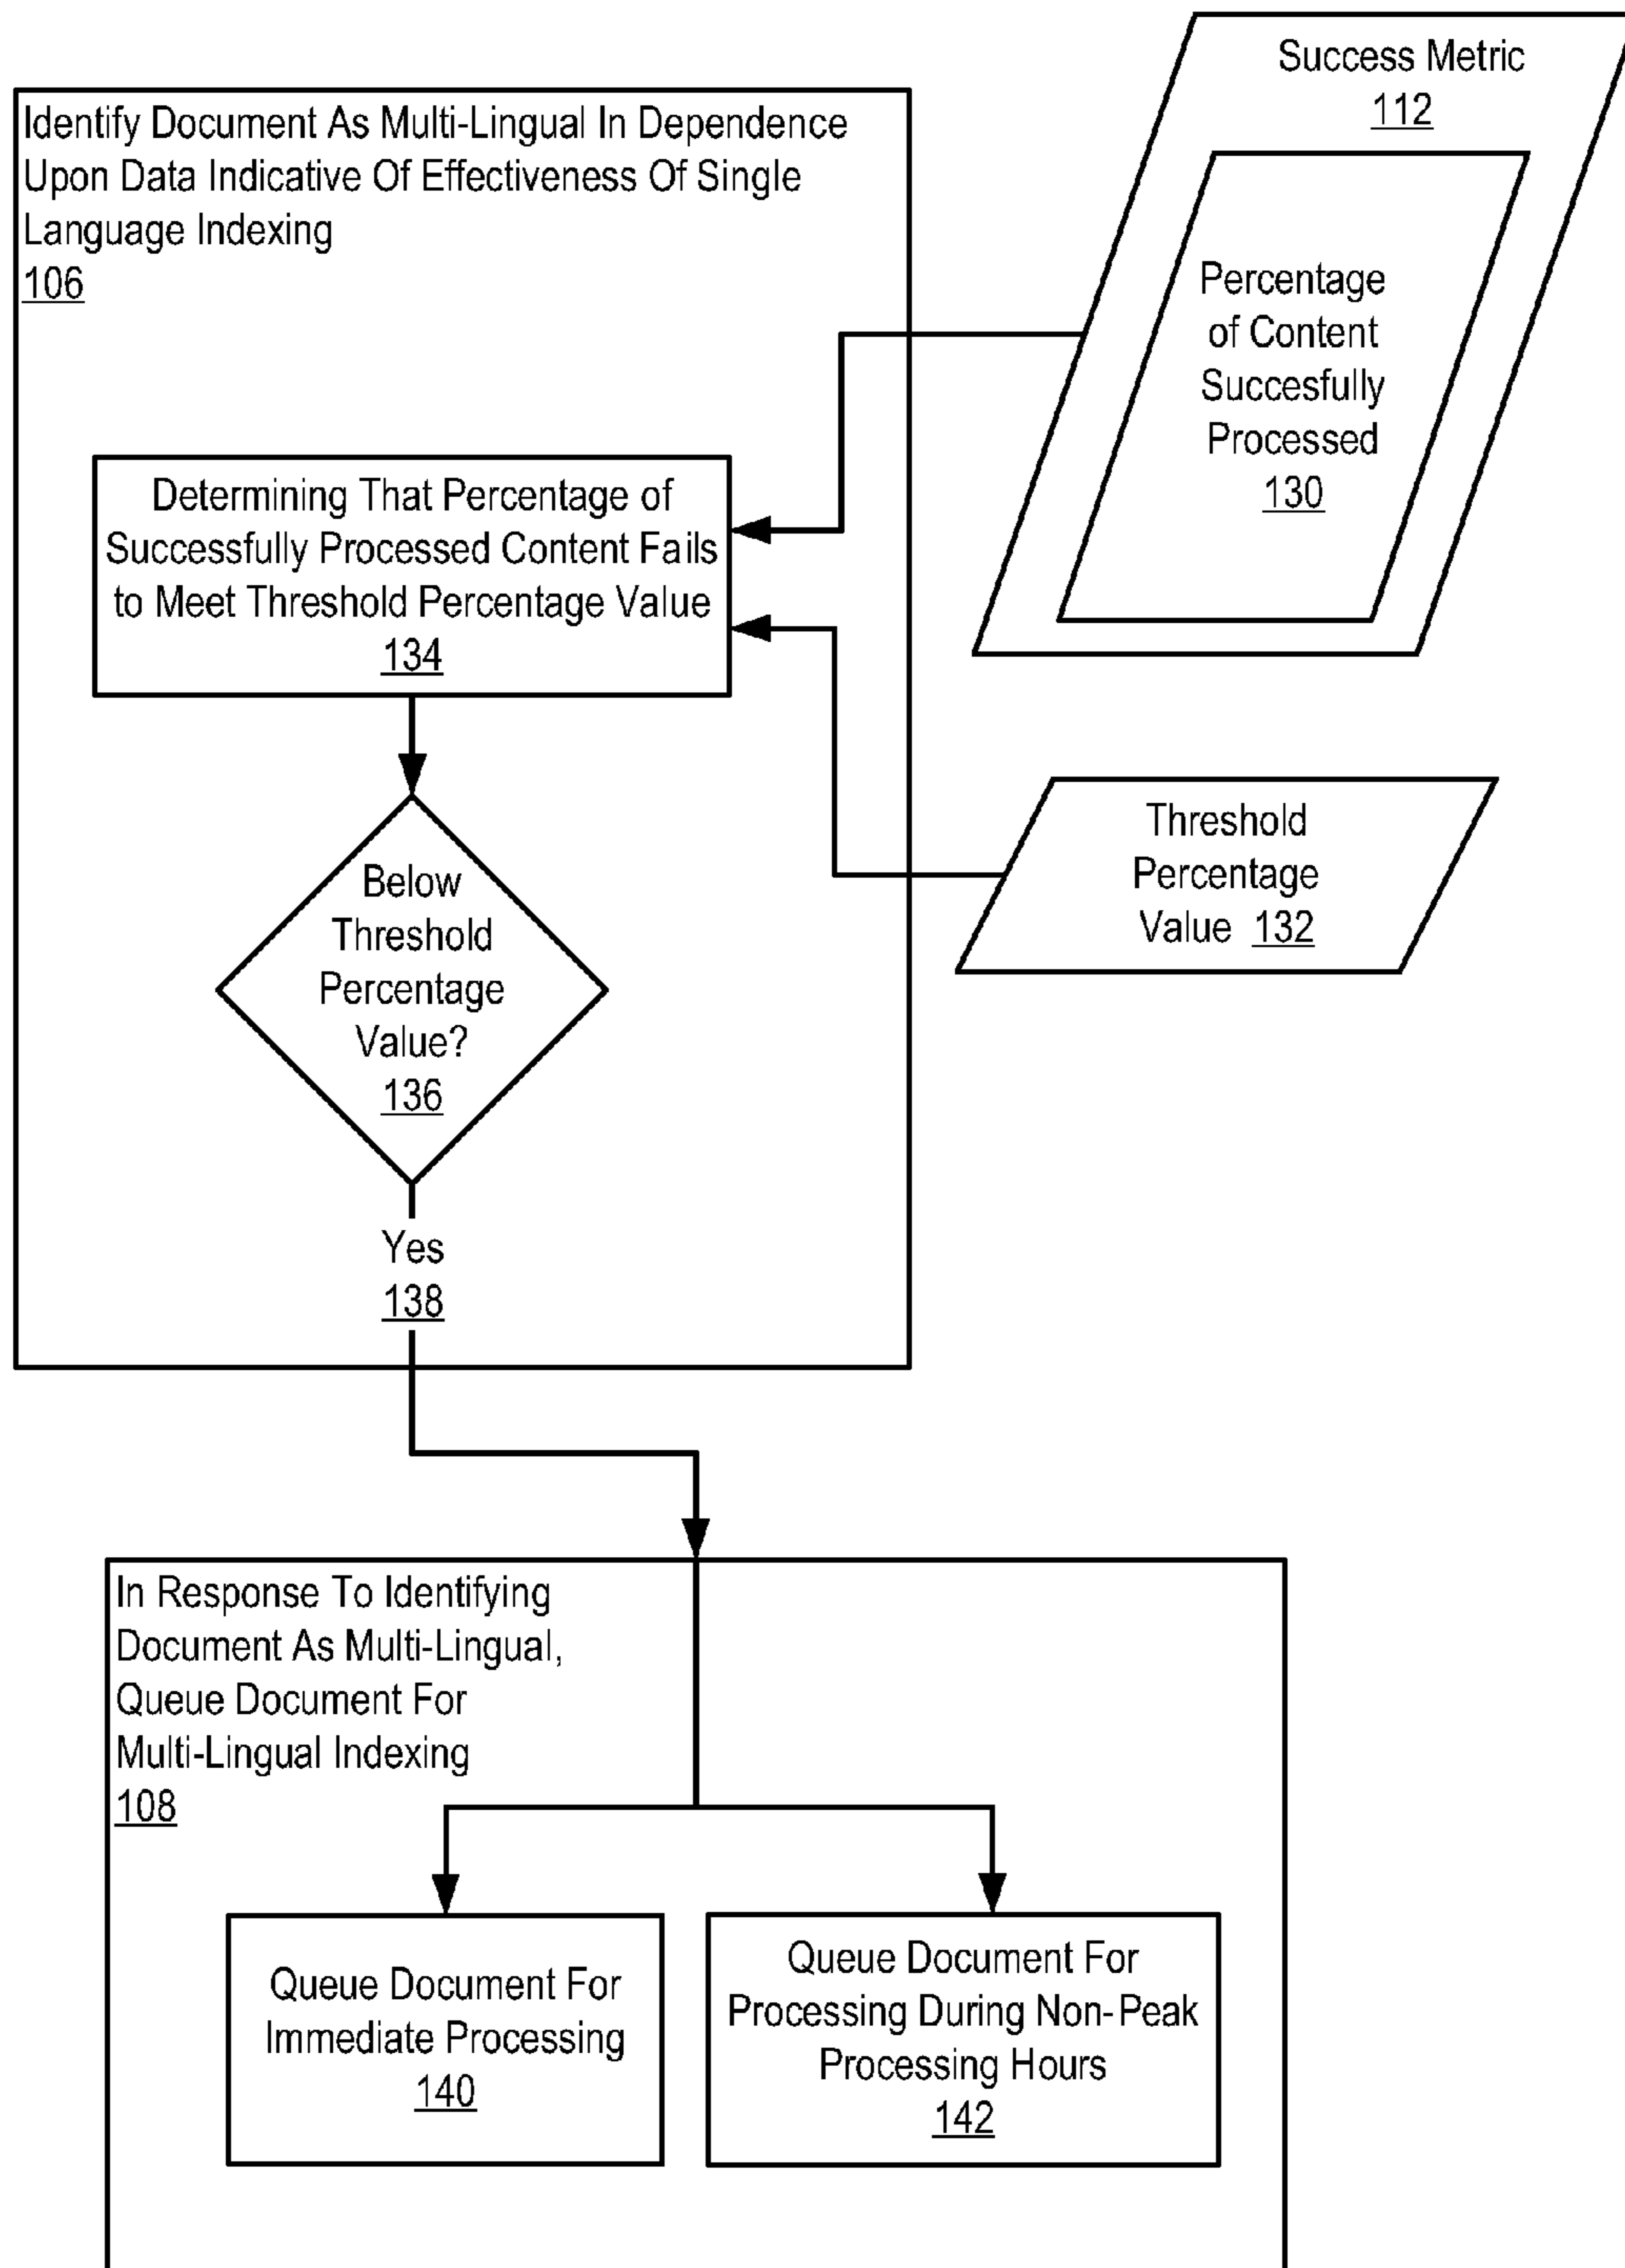 Success Metric
112
Identify Document As Multi-Lingual In Dependence
Upon Data Indicative Of Effectiveness Of Single
Language Indexing
106
Percentage
of Content
Succesfully
Processed
130
Determining That Percentage of
Successfully Processed Content Fails
to Meet Threshold Percentage Value
134
Threshold
Percentage
Value 132
Below
Threshold
Percentage
Value?
136
Yes
138
In Response To Identifying
Document As Multi-Lingual,
Queue Document For
Multi-Lingual Indexing
108
Queue Document For
Immediate Processing
140
Queue Document For
Processing During Non-Peak
Processing Hours
142